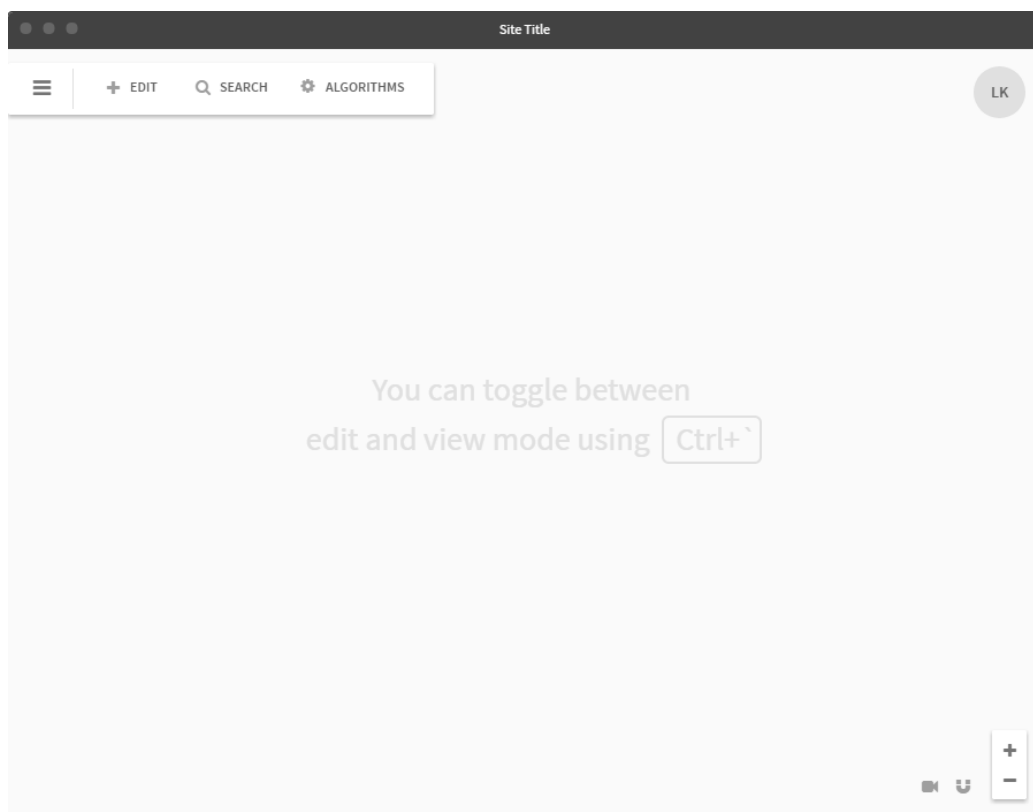 Site Title
EDIT SEARCH ALGORITHMS
LK
You can toggle between
edit and view mode using Ctrl+`